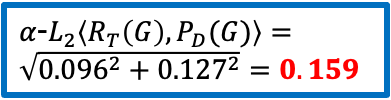 α-L₂⟨R_T(G), P_D(G)⟩ =
√0.096² + 0.127² = 0.159